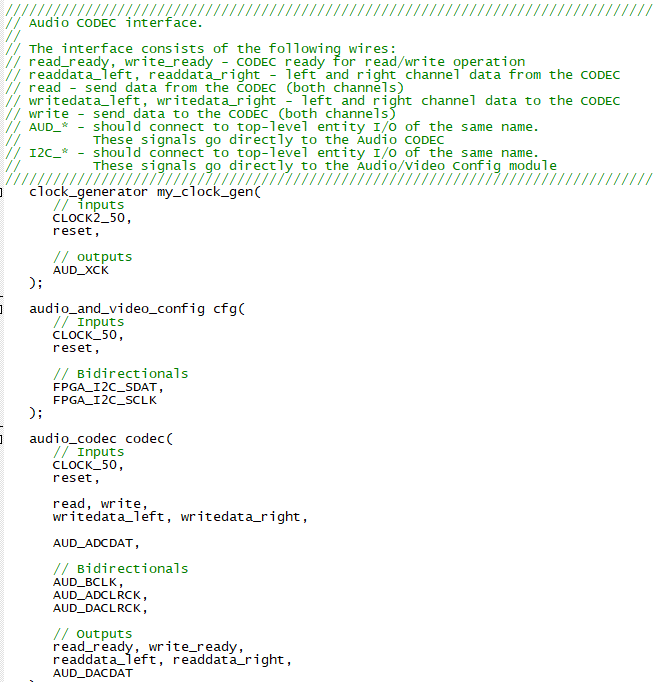 ////////////////////////////////////////////////////////////////////////////////////
// Audio CODEC interface.
//
// The interface consists of the following wires:
// read_ready, write_ready - CODEC ready for read/write operation
// readdata_left, readdata_right - left and right channel data from the CODEC
// read - send data from the CODEC (both channels)
// writedata_left, writedata_right - left and right channel data to the CODEC
// write - send data to the CODEC (both channels)
// AUD_* - should connect to top-level entity I/O of the same name.
//         These signals go directly to the Audio CODEC
// I2C_* - should connect to top-level entity I/O of the same name.
//         These signals go directly to the Audio/Video Config module
////////////////////////////////////////////////////////////////////////////////////
   clock_generator my_clock_gen(
      // inputs
      CLOCK2_50,
      reset,

      // outputs
      AUD_XCK
   );

   audio_and_video_config cfg(
      // Inputs
      CLOCK_50,
      reset,

      // Bidirectionals
      FPGA_I2C_SDAT,
      FPGA_I2C_SCLK
   );

   audio_codec codec(
      // Inputs
      CLOCK_50,
      reset,

      read, write,
      writedata_left, writedata_right,

      AUD_ADCDAT,

      // Bidirectionals
      AUD_BCLK,
      AUD_ADCLRCK,
      AUD_DACLRCK,

      // Outputs
      read_ready, write_ready,
      readdata_left, readdata_right,
      AUD_DACDAT